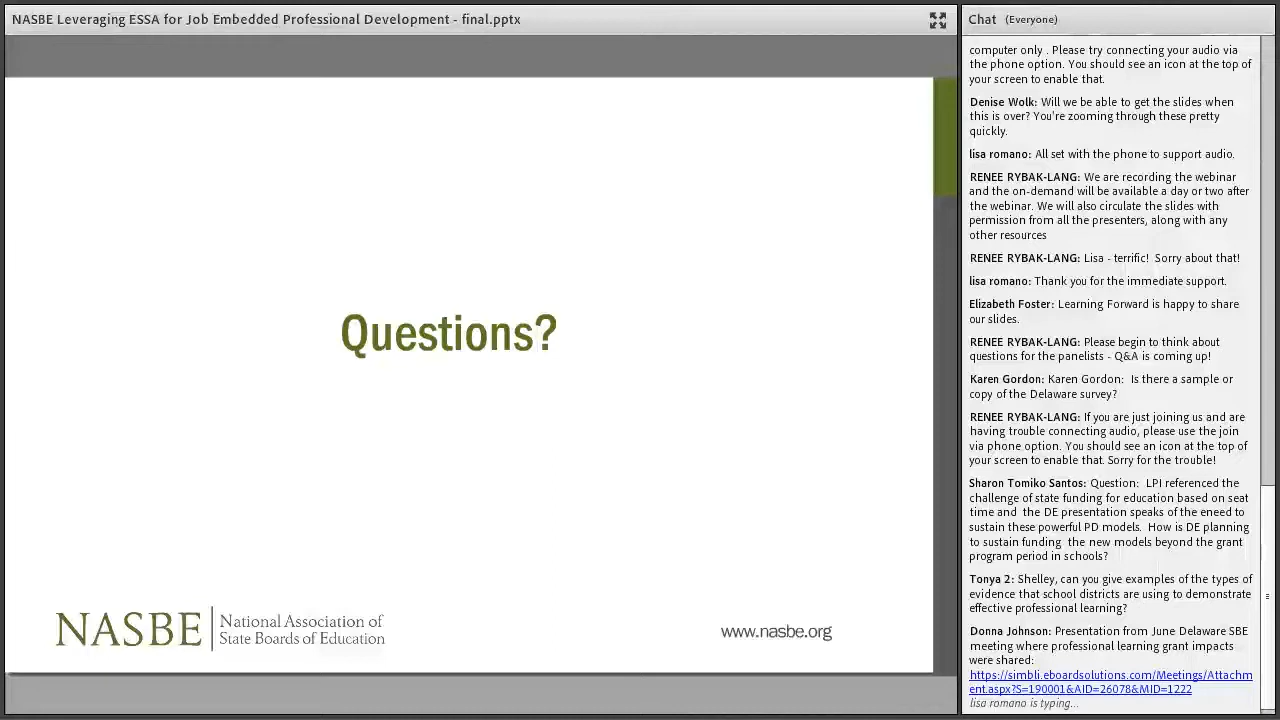 NASBE Leveraging ESSA for Job Embedded Professional Development - final.pptx
Questions?
NASBE
National Association of
State Boards of Education
www.nasbe.org
Chat (Everyone)
computer only . Please try connecting your audio via
the phone option. You should see an icon at the top of
your screen to enable that.
Denise Wolk: Will we be able to get the slides when
this is over? You're zooming through these pretty
quickly.
lisa romano: All set with the phone to support audio.
RENEE RYBAK-LANG: We are recording the webinar
and the on-demand will be available a day or two after
the webinar. We will also circulate the slides with
permission from all the presenters, along with any
other resources
RENEE RYBAK-LANG: Lisa - terrific! Sorry about that!
lisa romano: Thank you for the immediate support.
Elizabeth Foster: Learning Forward is happy to share
our slides.
RENEE RYBAK-LANG: Please begin to think about
questions for the panelists - Q&A is coming up!
Karen Gordon: Karen Gordon: Is there a sample or
copy of the Delaware survey?
RENEE RYBAK-LANG: If you are just joining us and are
having trouble connecting audio, please use the join
via phone option. You should see an icon at the top of
your screen to enable that. Sorry for the trouble!
Sharon Tomiko Santos: Question: LPI referenced the
challenge of state funding for education based on seat
time and the DE presentation speaks of the eneed to
sustain these powerful PD models. How is DE planning
to sustain funding the new models beyond the grant
program period in schools?
Tonya 2: Shelley, can you give examples of the types of
evidence that school districts are using to demonstrate
effective professional learning?
Donna Johnson: Presentation from June Delaware SBE
meeting where professional learning grant impacts
were shared:
https://simbli.eboardsolutions.com/Meetings/Attachm
ent.aspx?S=190001&AID=26078&MID=1222
lisa romano is typing...